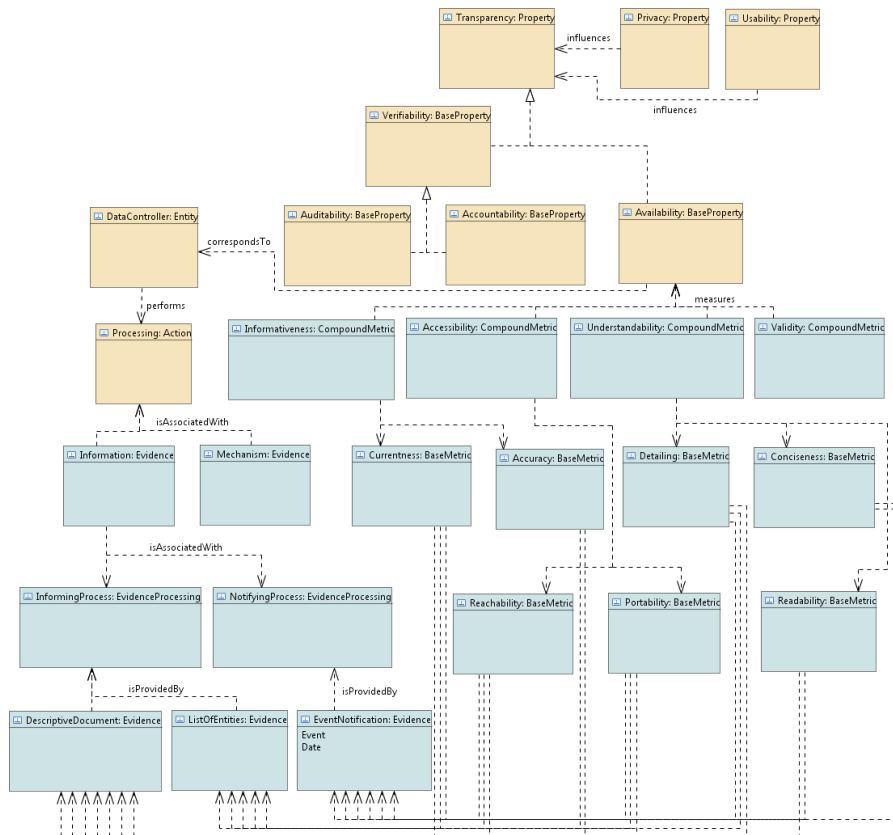 Transparency: Property
Privacy: Property
Usability: Property
influences
influences
Verifiability: BaseProperty
DataController: Entity
Auditability: BaseProperty
Accountability: BaseProperty
Availability: BaseProperty
correspondsTo
performs
measures
Processing: Action
Informativeness: CompoundMetric
Accessibility: CompoundMetric
Understandability: CompoundMetric
Validity: CompoundMetric
isAssociatedWith
Information: Evidence
Mechanism: Evidence
Currentness: BaseMetric
Accuracy: BaseMetric
Detailing: BaseMetric
Conciseness: BaseMetric
isAssociatedWith
InformingProcess: EvidenceProcessing
NotifyingProcess: EvidenceProcessing
Reachability: BaseMetric
Portability: BaseMetric
Readability: BaseMetric
isProvidedBy
isProvidedBy
DescriptiveDocument: Evidence
ListOfEntities: Evidence
EventNotification: Evidence
Event
Date